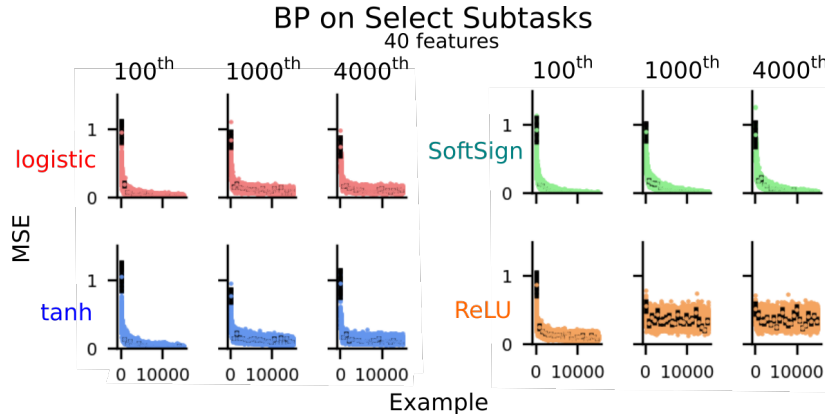 BP on Select Subtasks
40 features
100th 1000th 4000th 100th 1000th 4000th
1 1
logistic SoftSign
0 0
MSE
1 1
tanh ReLU
0 0
0 10000 0 10000 0 10000 0 10000 0 10000 0 10000
Example